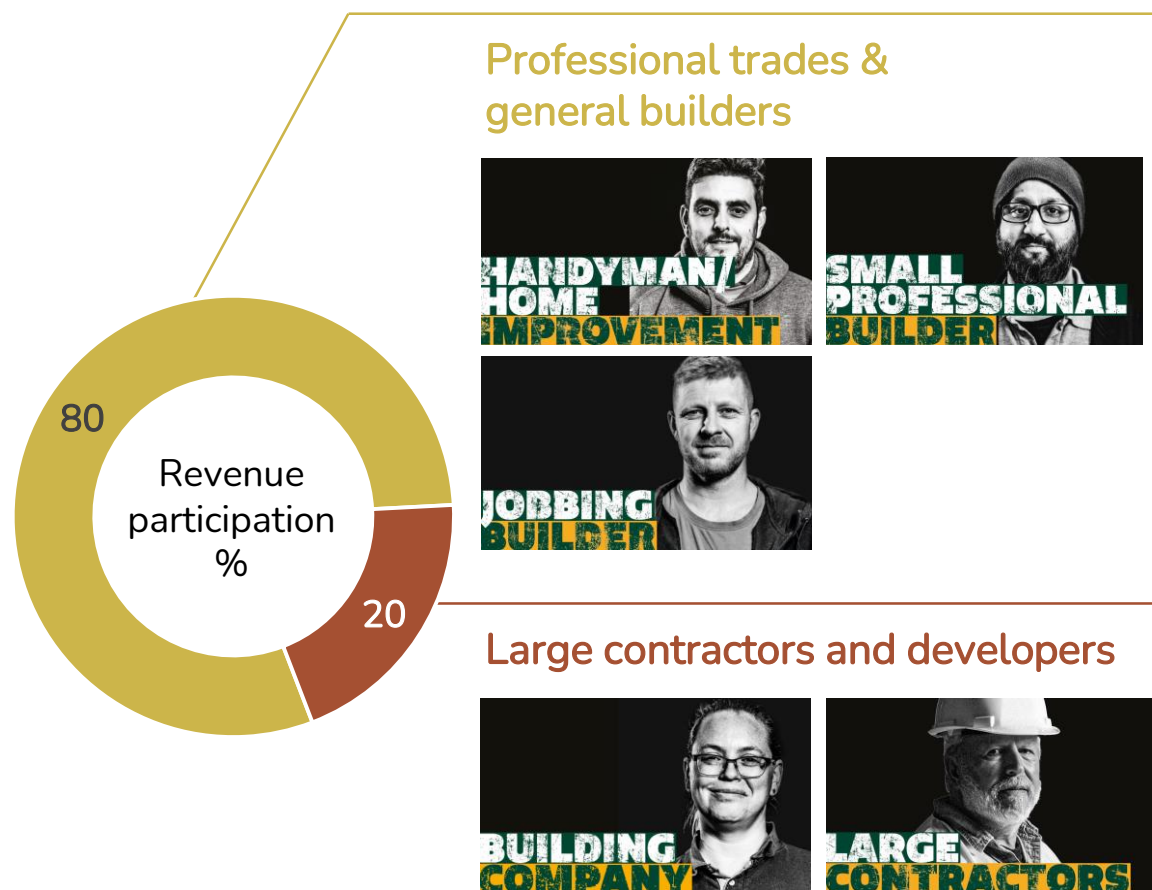 Professional trades &
general builders
HANDYMAN/
HOME
IMPROVEMENT
SMALL
PROFESSIONAL
BUILDER
80
Revenue
participation
%
JOBBING
BUILDER
20
Large contractors and developers
BUILDING
COMPANY
LARGE
CONTRACTORS